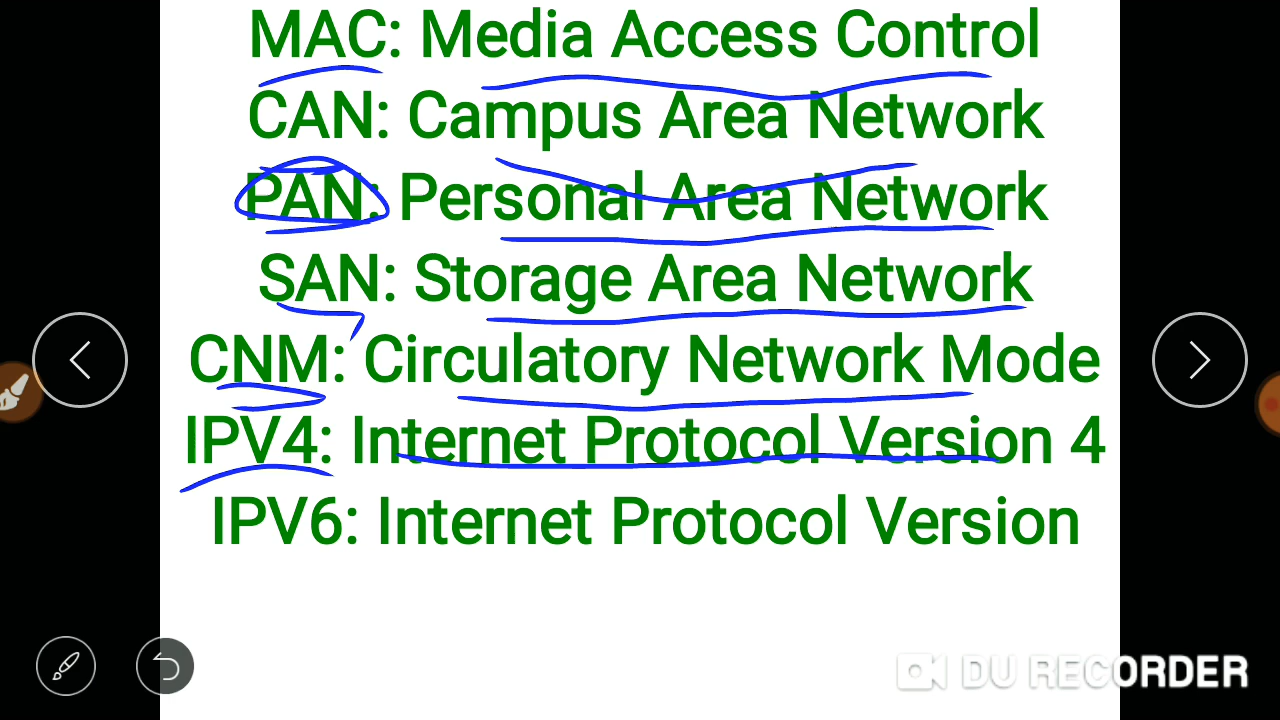 MAC: Media Access Control
CAN: Campus Area Network
PAN: Personal Area Network
SAN: Storage Area Network
CNM: Circulatory Network Mode
IPV4: Internet Protocol Version 4
IPV6: Internet Protocol Version
DU RECORDER